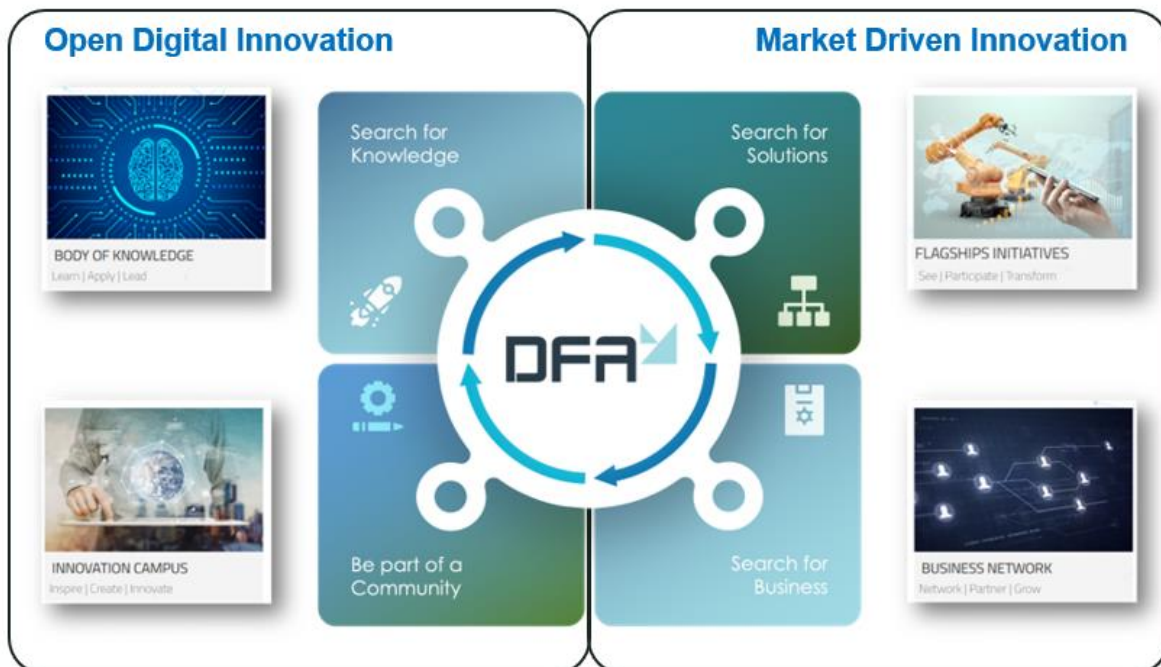 Open Digital Innovation
Market Driven Innovation
BODY OF KNOWLEDGE
Learn | Apply | Lead
Search for
Knowledge
Search for
Solutions
FLAGSHIPS INITIATIVES
See | Participate | Transform
DFA
INNOVATION CAMPUS
Inspire | Create | Innovate
Be part of a
Community
Search for
Business
BUSINESS NETWORK
Network | Partner | Grow